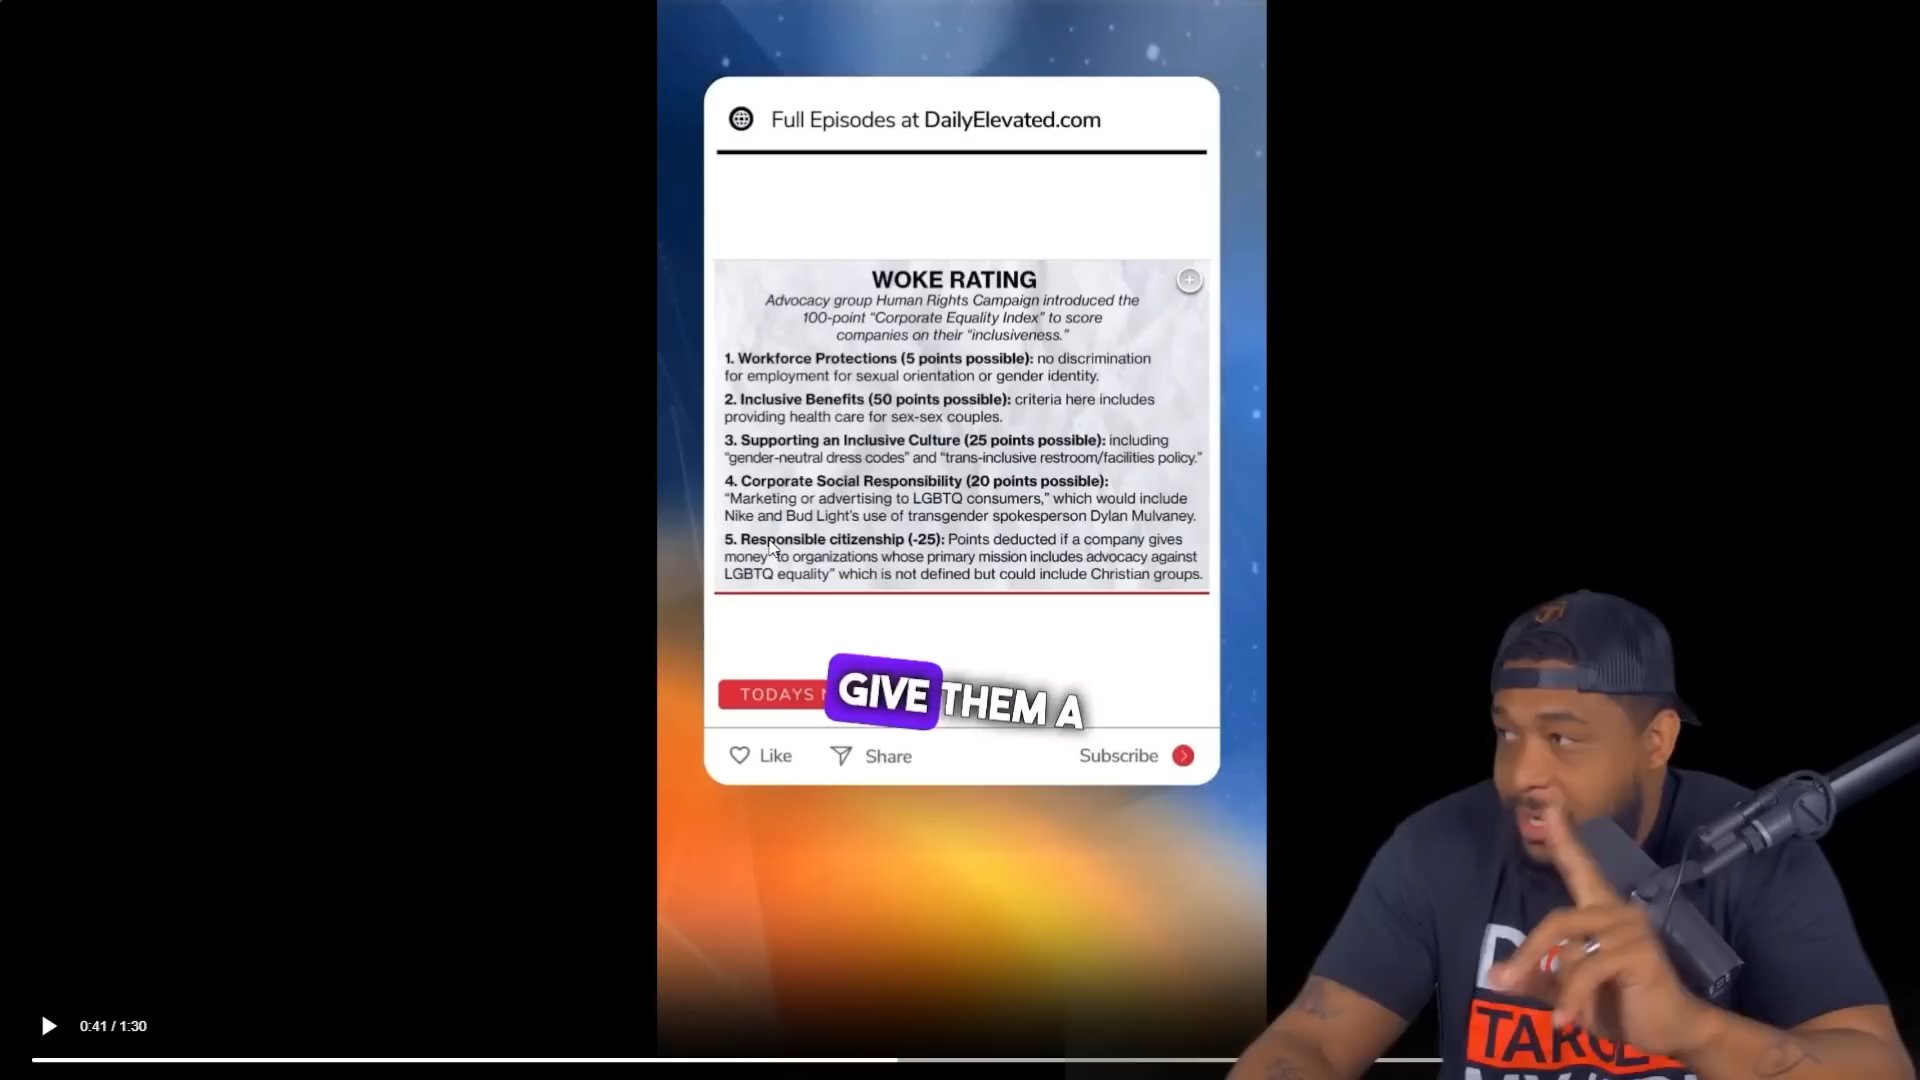 Full Episodes at DailyElevated.com
WOKE RATING
Advocacy group Human Rights Campaign introduced the
100-point “Corporate Equality Index” to score
companies on their “inclusiveness.”
1. Workforce Protections (5 points possible): no discrimination
for employment for sexual orientation or gender identity.
2. Inclusive Benefits (50 points possible): criteria here includes
providing health care for sex-sex couples.
3. Supporting an Inclusive Culture (25 points possible): including
“gender-neutral dress codes” and “trans-inclusive restroom/facilities policy.”
4. Corporate Social Responsibility (20 points possible):
“Marketing or advertising to LGBTQ consumers,” which would include
Nike and Bud Light’s use of transgender spokesperson Dylan Mulvaney.
5. Responsible citizenship (-25): Points deducted if a company gives
money to organizations whose primary mission includes advocacy against
LGBTQ equality” which is not defined but could include Christian groups.
TODAYS
GIVE THEM A
Like Share Subscribe
0:41 / 1:30